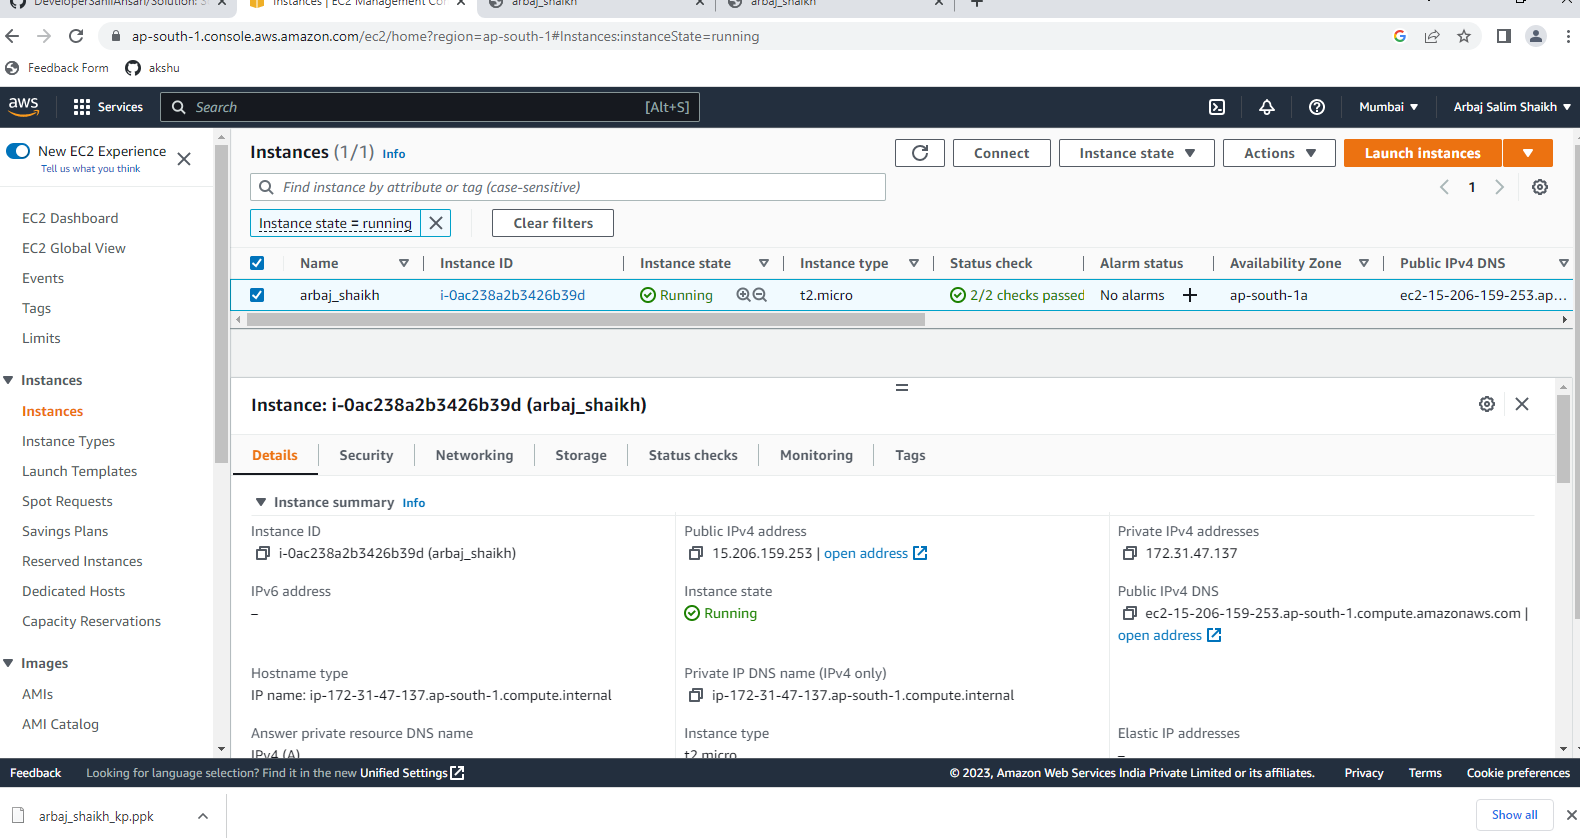 DeveloperSahilAnsari/Solution: S
Instances | EC2 Management Con
arbaj_shaikh
arbaj_shaikh
ap-south-1.console.aws.amazon.com/ec2/home?region=ap-south-1#Instances:instanceState=running
Feedback Form
akshu
aws
Services
Search
[Alt+S]
Mumbai
Arbaj Salim Shaikh
New EC2 Experience
Tell us what you think
EC2 Dashboard
EC2 Global View
Events
Tags
Limits
Instances
Instances
Instance Types
Launch Templates
Spot Requests
Savings Plans
Reserved Instances
Dedicated Hosts
Capacity Reservations
Images
AMIs
AMI Catalog
Instances (1/1) Info
Connect
Instance state
Actions
Launch instances
Find instance by attribute or tag (case-sensitive)
1
Instance state = running
Clear filters
Name
Instance ID
Instance state
Instance type
Status check
Alarm status
Availability Zone
Public IPv4 DNS
arbaj_shaikh
i-0ac238a2b3426b39d
Running
t2.micro
2/2 checks passed
No alarms
ap-south-1a
ec2-15-206-159-253.ap...
Instance: i-0ac238a2b3426b39d (arbaj_shaikh)
Details
Security
Networking
Storage
Status checks
Monitoring
Tags
Instance summary Info
Instance ID
i-0ac238a2b3426b39d (arbaj_shaikh)
Public IPv4 address
15.206.159.253 | open address
Private IPv4 addresses
172.31.47.137
IPv6 address
–
Instance state
Running
Public IPv4 DNS
ec2-15-206-159-253.ap-south-1.compute.amazonaws.com |
open address
Hostname type
IP name: ip-172-31-47-137.ap-south-1.compute.internal
Private IP DNS name (IPv4 only)
ip-172-31-47-137.ap-south-1.compute.internal
Answer private resource DNS name
IPv4 (A)
Instance type
t2.micro
Elastic IP addresses
–
Feedback
Looking for language selection? Find it in the new Unified Settings
© 2023, Amazon Web Services India Private Limited or its affiliates.
Privacy
Terms
Cookie preferences
arbaj_shaikh_kp.ppk
Show all